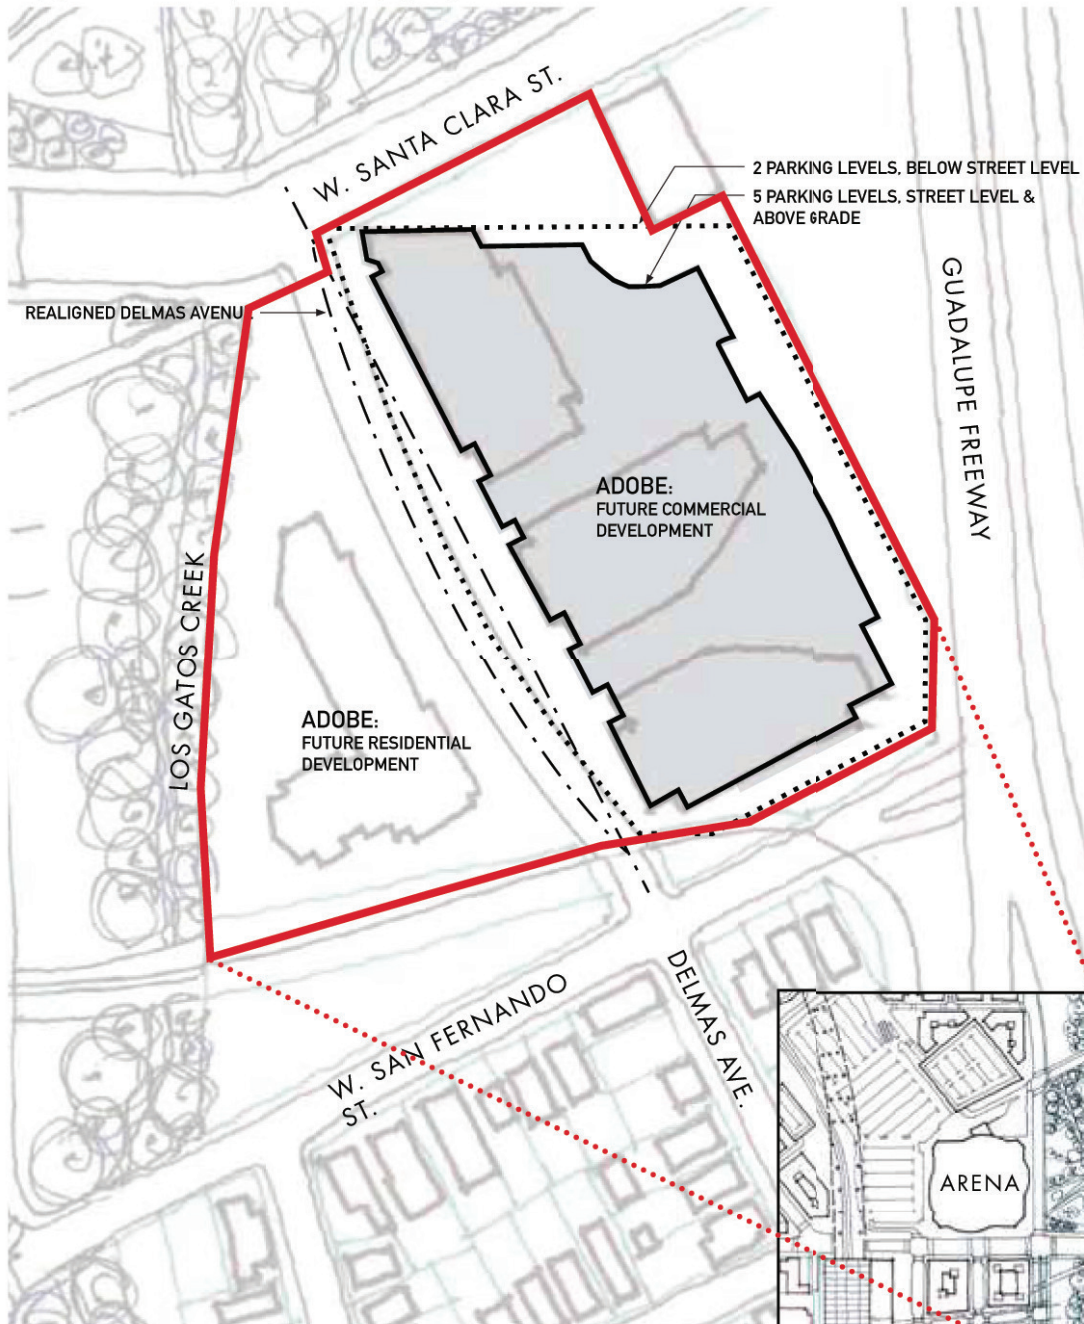 W. SANTA CLARA ST.
2 PARKING LEVELS, BELOW STREET LEVEL
5 PARKING LEVELS, STREET LEVEL &
ABOVE GRADE
GUADALUPE FREEWAY
REALIGNED DELMAS AVENU
ADOBE:
FUTURE COMMERCIAL
DEVELOPMENT
LOS GATOS CREEK
ADOBE:
FUTURE RESIDENTIAL
DEVELOPMENT
W. SAN FERNANDO
ST.
DELMAS AVE.
ARENA